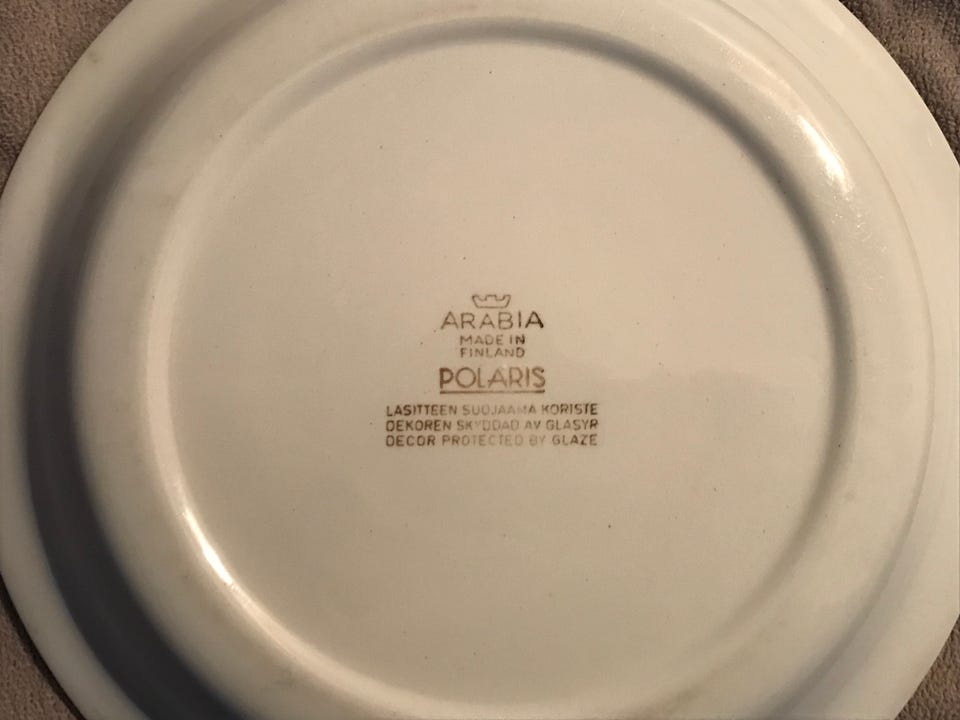 ARABIA
MADE IN
FINLAND
POLARIS
LASITTEEN SUOJAAMA KORISTE
DEKOREN SKYDDAD AV GLASYR
DECOR PROTECTED BY GLAZE